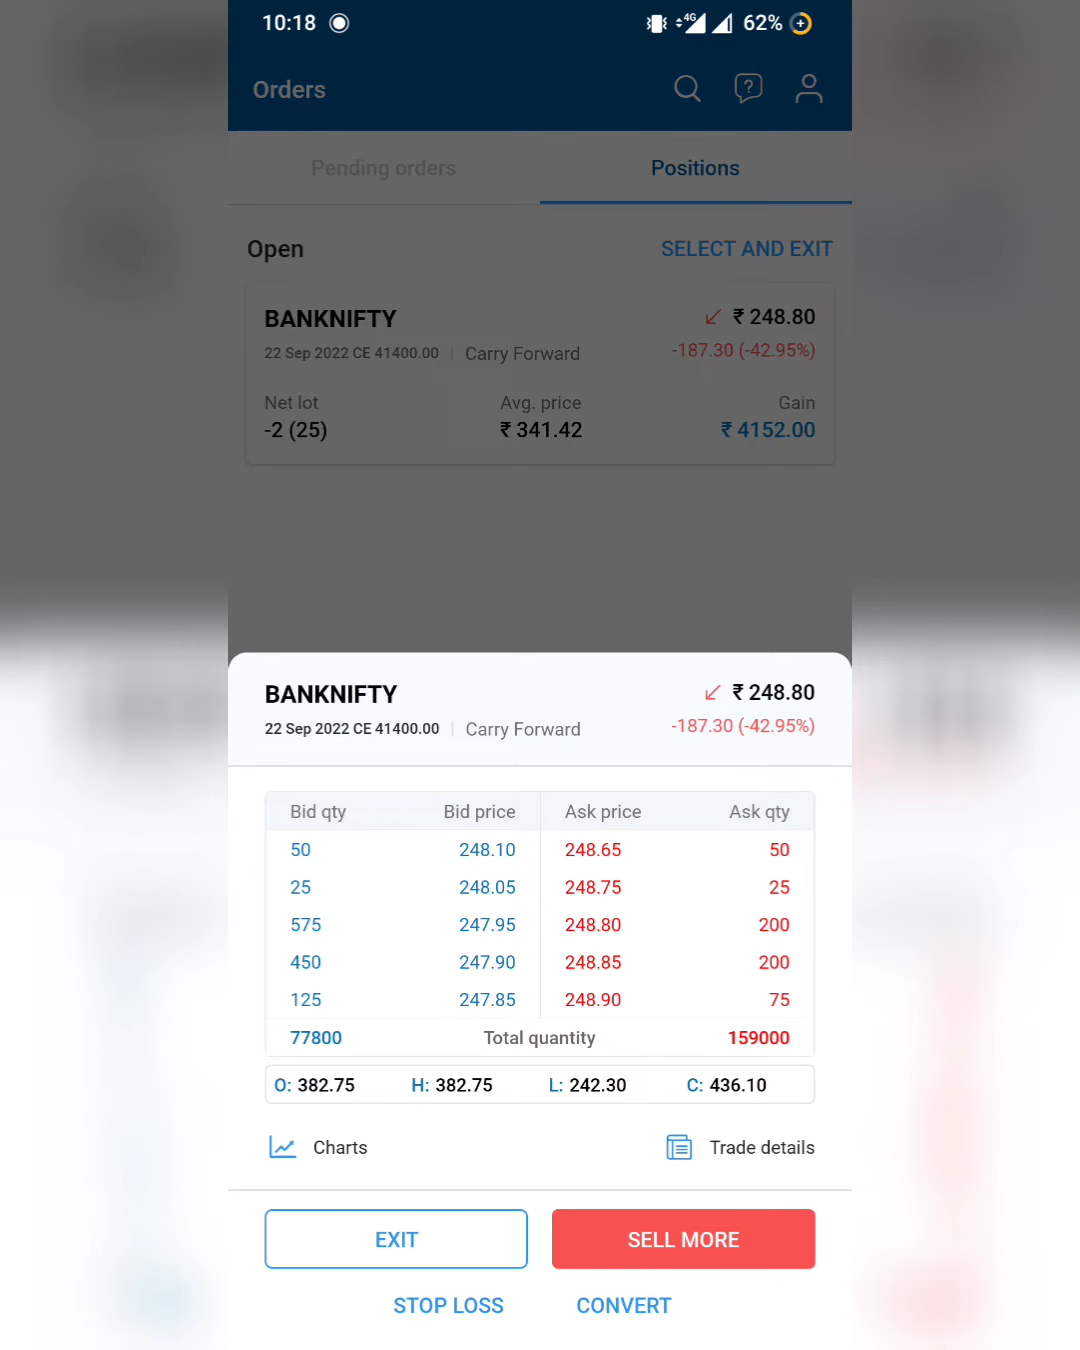 10:18 4G 62%
Orders
Pending orders Positions
Open SELECT AND EXIT
BANKNIFTY ₹ 248.80
22 Sep 2022 CE 41400.00 Carry Forward -187.30 (-42.95%)
Net lot Avg. price Gain
-2 (25) ₹ 341.42 ₹ 4152.00
BANKNIFTY ₹ 248.80
22 Sep 2022 CE 41400.00 Carry Forward -187.30 (-42.95%)
Bid qty Bid price Ask price Ask qty
50 248.10 248.65 50
25 248.05 248.75 25
575 247.95 248.80 200
450 247.90 248.85 200
125 247.85 248.90 75
77800 Total quantity 159000
O: 382.75 H: 382.75 L: 242.30 C: 436.10
Charts Trade details
EXIT SELL MORE
STOP LOSS CONVERT